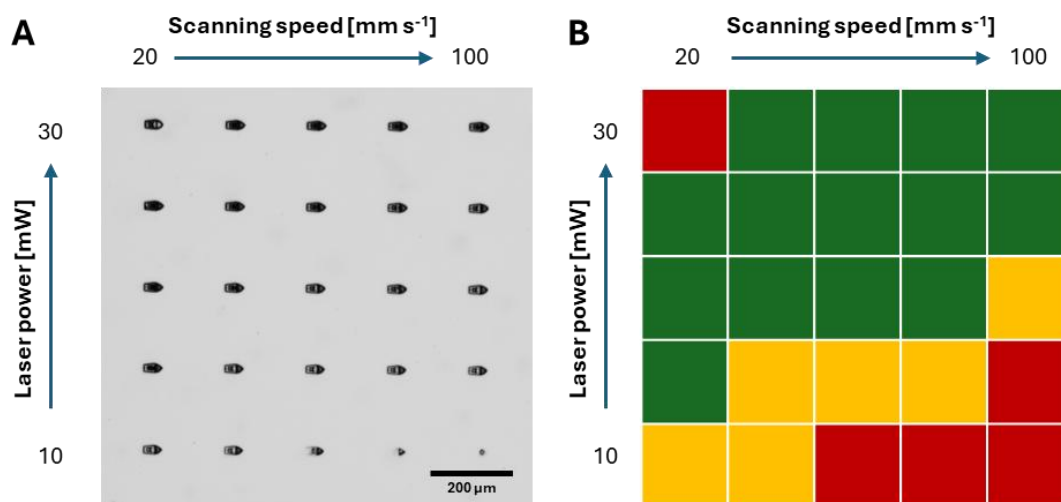 A
Scanning speed [mm s⁻¹]
20
100
30
Laser power [mW]
10
200 µm
B
Scanning speed [mm s⁻¹]
20
100
30
Laser power [mW]
10